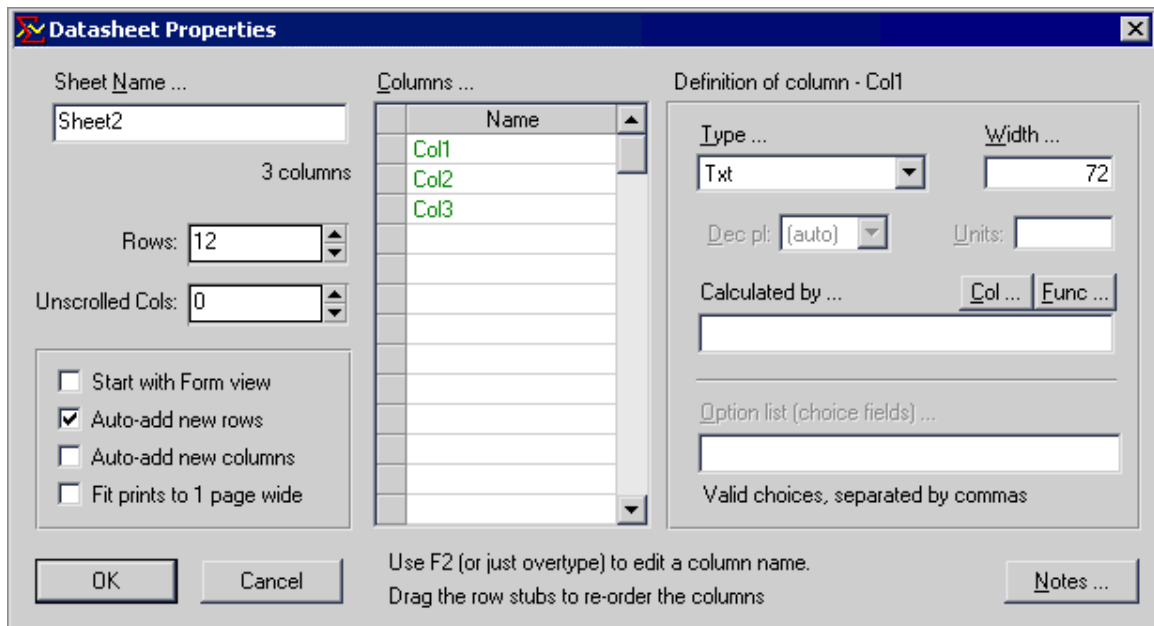 Datasheet Properties
Sheet Name ...
Sheet2
3 columns
Rows: 12
Unscrolled Cols: 0
Start with Form view
Auto-add new rows
Auto-add new columns
Fit prints to 1 page wide
OK
Cancel
Columns ...
Name
Col1
Col2
Col3
Use F2 (or just overtype) to edit a column name.
Drag the row stubs to re-order the columns
Definition of column - Col1
Type ...
Width ...
Txt
72
Dec pl: (auto)
Units:
Calculated by ...
Col ...
Func ...
Option list (choice fields) ...
Valid choices, separated by commas
Notes ...